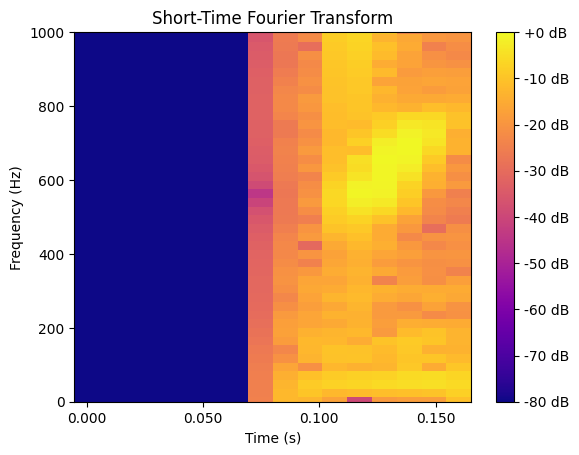 Short-Time Fourier Transform
Frequency (Hz)
1000
800
600
400
200
0
0.000
0.050
0.100
0.150
Time (s)
+0 dB
-10 dB
-20 dB
-30 dB
-40 dB
-50 dB
-60 dB
-70 dB
-80 dB